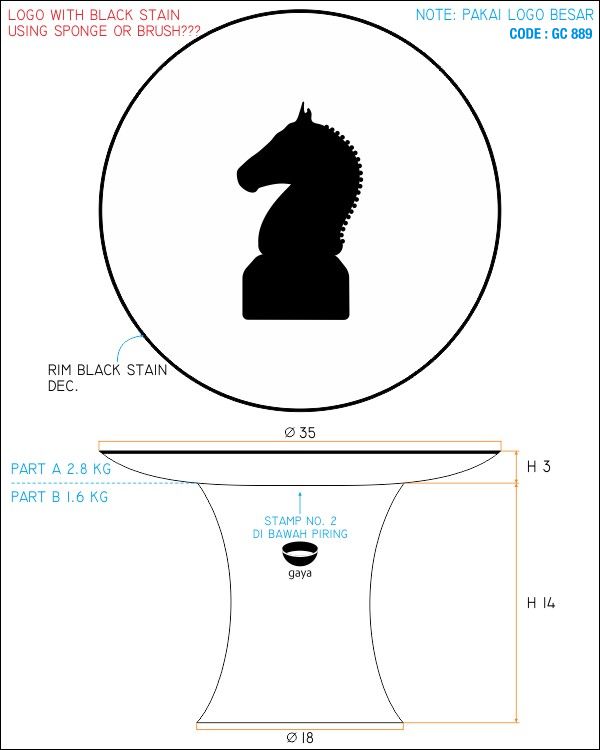 LOGO WITH BLACK STAIN
USING SPONGE OR BRUSH???
NOTE: PAKAI LOGO BESAR
CODE : GC 889
RIM BLACK STAIN
DEC.
Ø 35
PART A 2.8 KG
PART B 1.6 KG
H 3
STAMP NO. 2
DI BAWAH PIRING
gaya
H 14
Ø 18